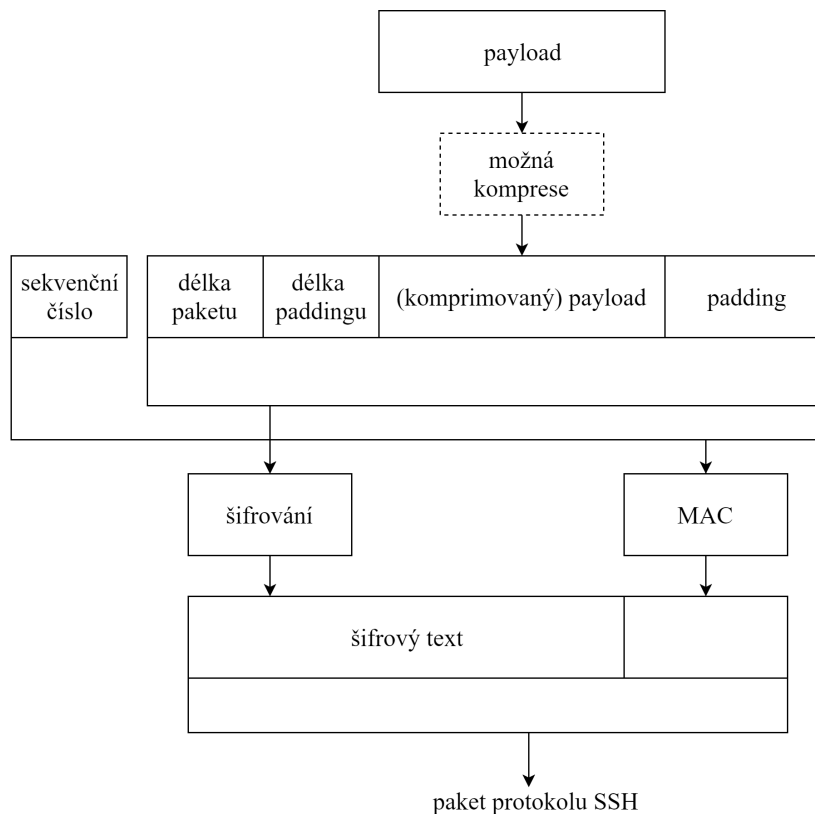 payload
možná
komprese
sekvenční
číslo
délka
paketu
délka
paddingu
(komprimovaný) payload
padding
šifrování
MAC
šifrový text
paket protokolu SSH